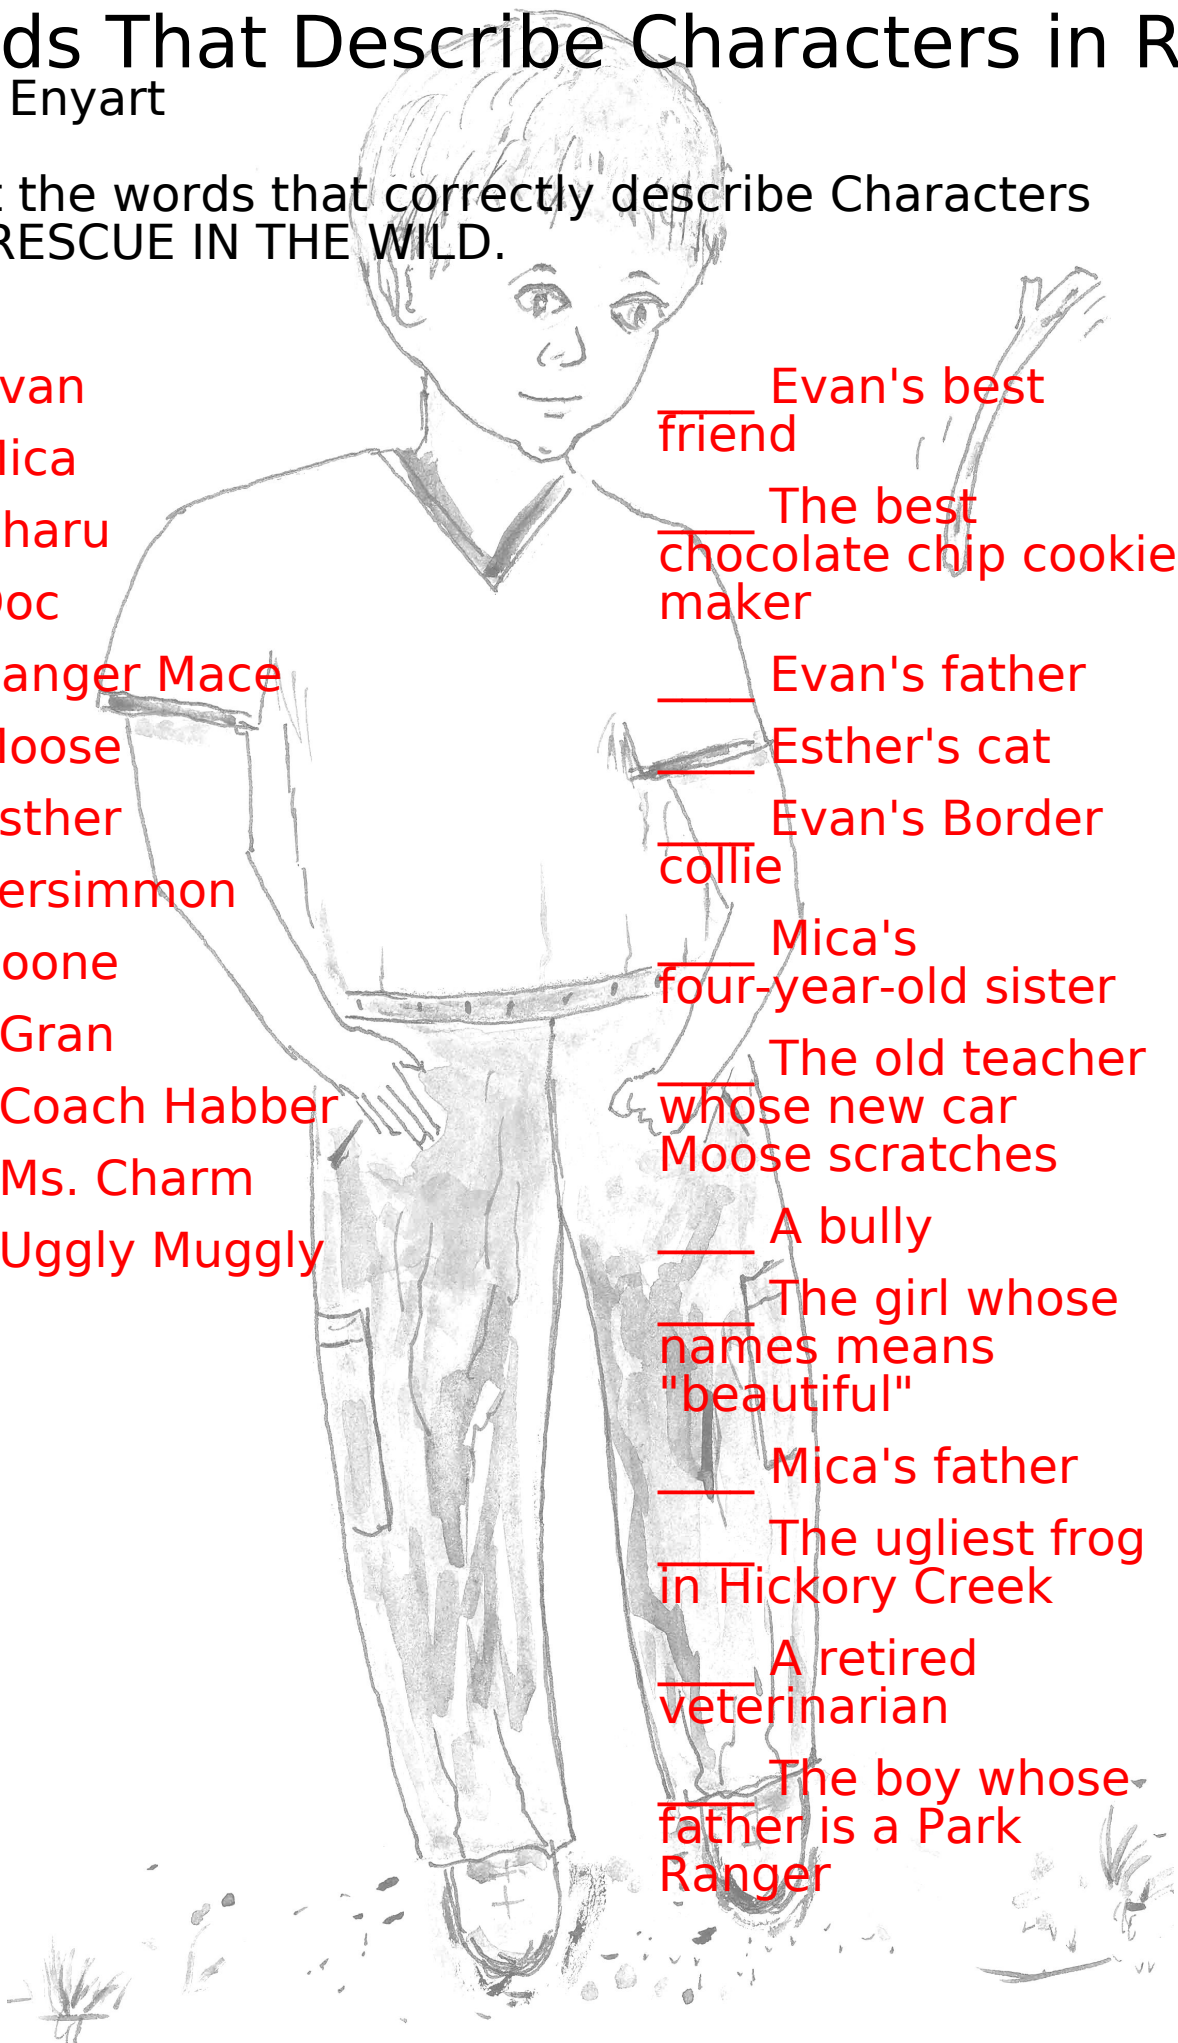 ds That Describe Characters in R
Enyart
t the words that correctly describe Characters
RESCUE IN THE WILD.
van
lica
haru
Doc
anger Mace
loose
sther
ersimmon
oone
Gran
Coach Habber
Ms. Charm
Uggly Muggly
____ Evan's best
friend
____ The best
chocolate chip cookie
maker
____ Evan's father
____ Esther's cat
____ Evan's Border
collie
____ Mica's
four-year-old sister
____ The old teacher
whose new car
Moose scratches
____ A bully
____ The girl whose
names means
"beautiful"
____ Mica's father
____ The ugliest frog
in Hickory Creek
____ A retired
veterinarian
____ The boy whose
father is a Park
Ranger